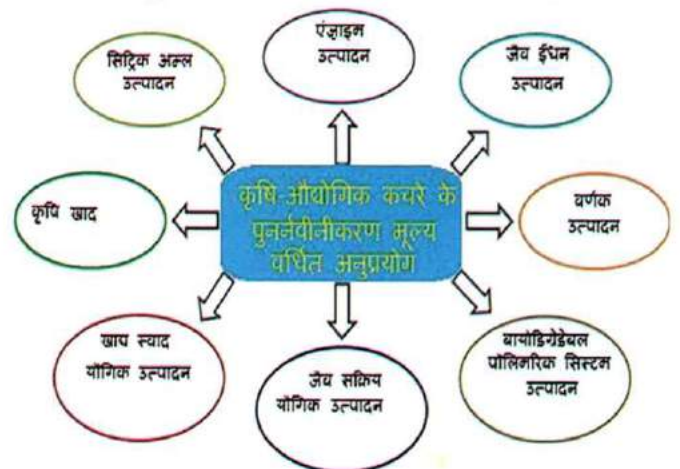 एंज़ाइम
उत्पादन
जैव ईंधन
उत्पादन
वर्णक
उत्पादन
बायोडिग्रेडेबल
पॉलिमरिक सिस्टम
उत्पादन
जैव सक्रिय
यौगिक उत्पादन
खाद्य स्वाद
यौगिक उत्पादन
कृषि खाद
सिट्रिक अम्ल
उत्पादन
कृषि औद्योगिक कचरे के
पुनर्नवीनीकरण मूल्य
वर्धित अनुप्रयोग